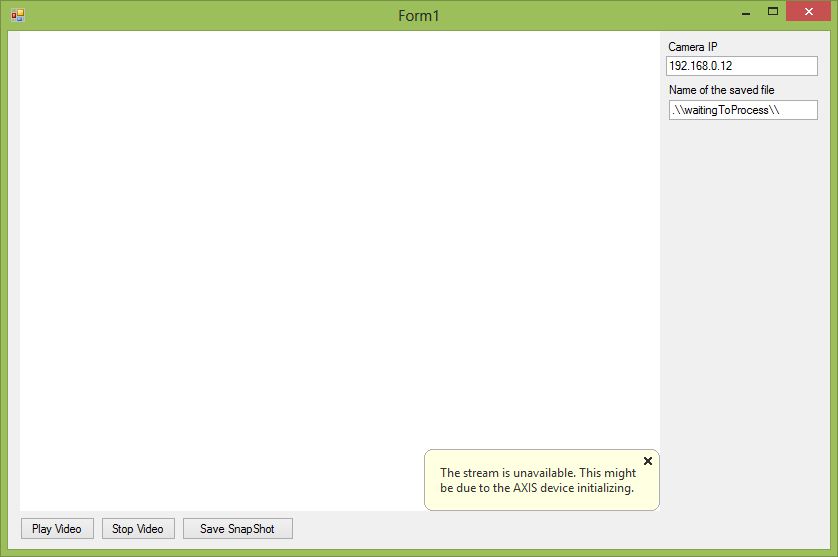 Form1
Camera IP
192.168.0.12
Name of the saved file
.\\waitingToProcess\\
The stream is unavailable. This might
be due to the AXIS device initializing.
Play Video
Stop Video
Save SnapShot